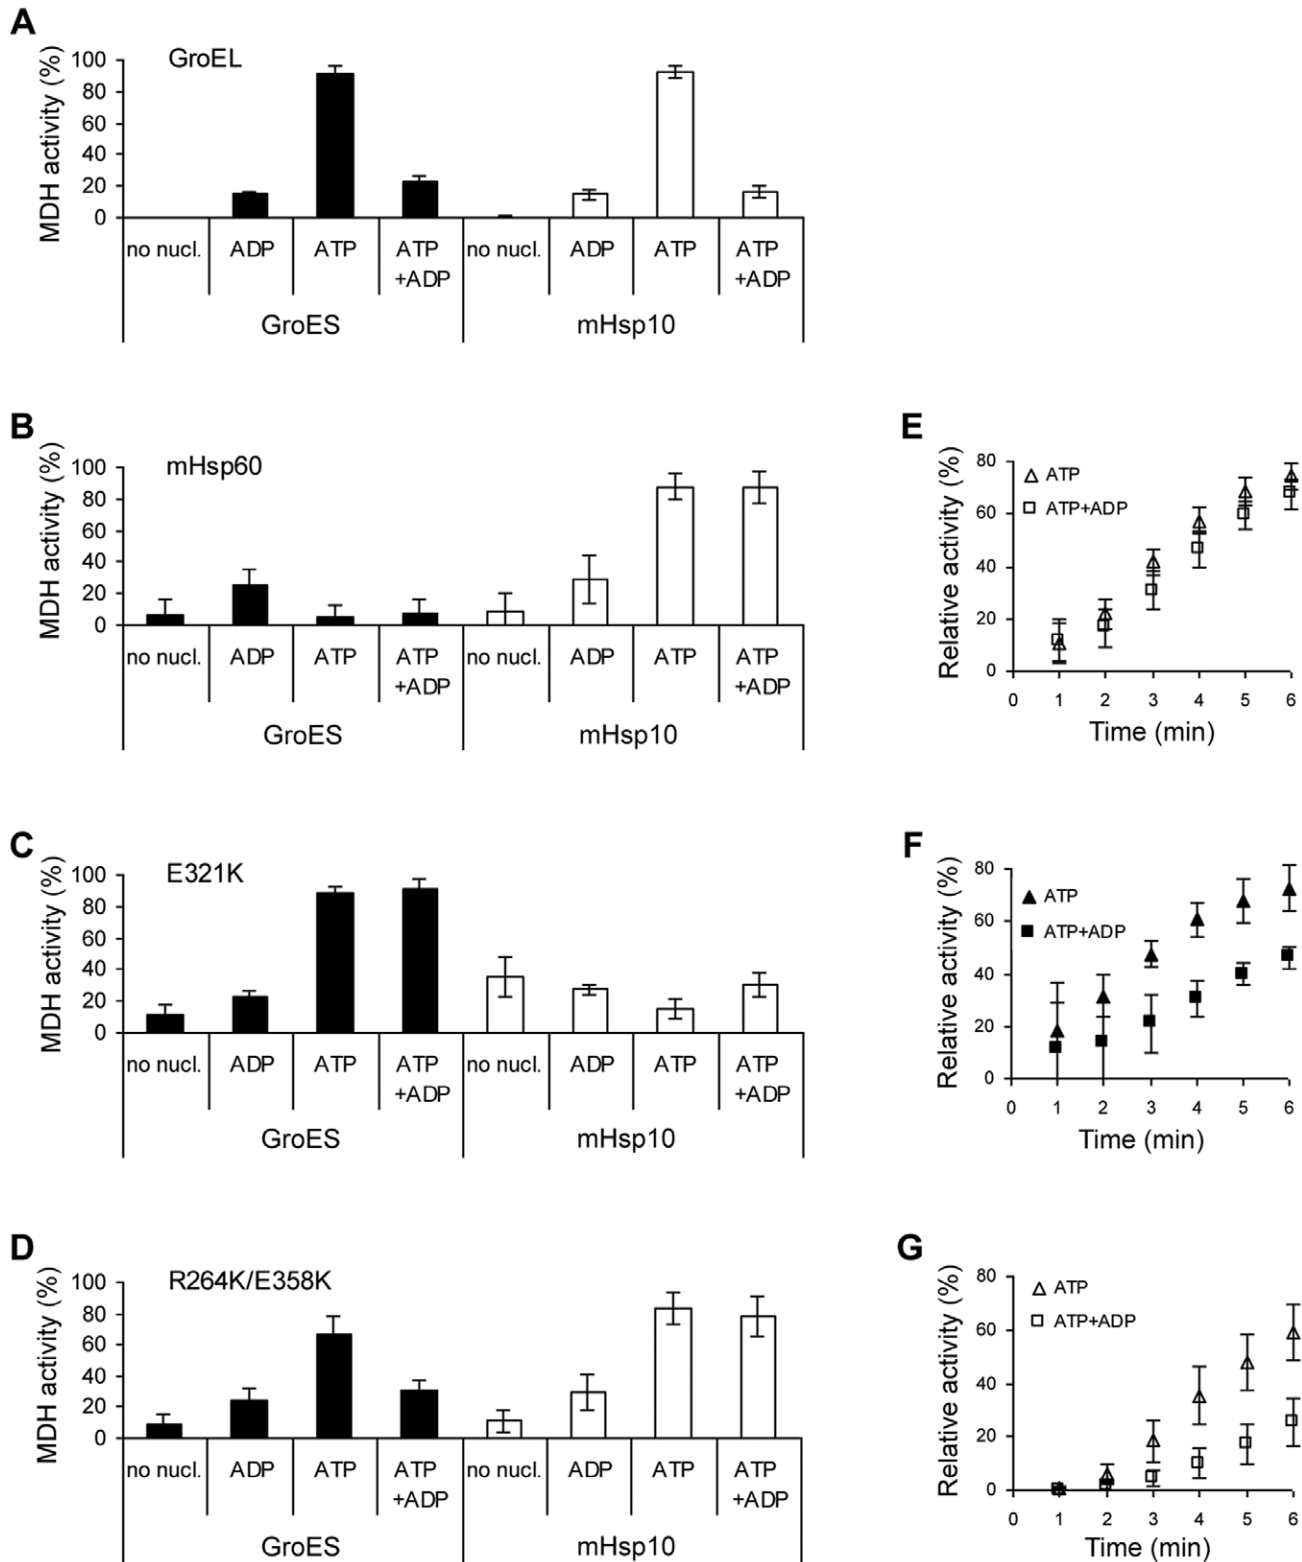 A
GroEL
MDH activity (%)
100
80
60
40
20
0
no nucl. ADP ATP ATP +ADP no nucl. ADP ATP ATP +ADP
GroES mHsp10
B
mHsp60
MDH activity (%)
100
80
60
40
20
0
no nucl. ADP ATP ATP +ADP no nucl. ADP ATP ATP +ADP
GroES mHsp10
E
Relative activity (%)
80
60
40
20
0
ATP
ATP+ADP
0 1 2 3 4 5 6
Time (min)
C
E321K
MDH activity (%)
100
80
60
40
20
0
no nucl. ADP ATP ATP +ADP no nucl. ADP ATP ATP +ADP
GroES mHsp10
F
Relative activity (%)
80
60
40
20
0
ATP
ATP+ADP
0 1 2 3 4 5 6
Time (min)
D
R264K/E358K
MDH activity (%)
100
80
60
40
20
0
no nucl. ADP ATP ATP +ADP no nucl. ADP ATP ATP +ADP
GroES mHsp10
G
Relative activity (%)
80
60
40
20
0
ATP
ATP+ADP
0 1 2 3 4 5 6
Time (min)